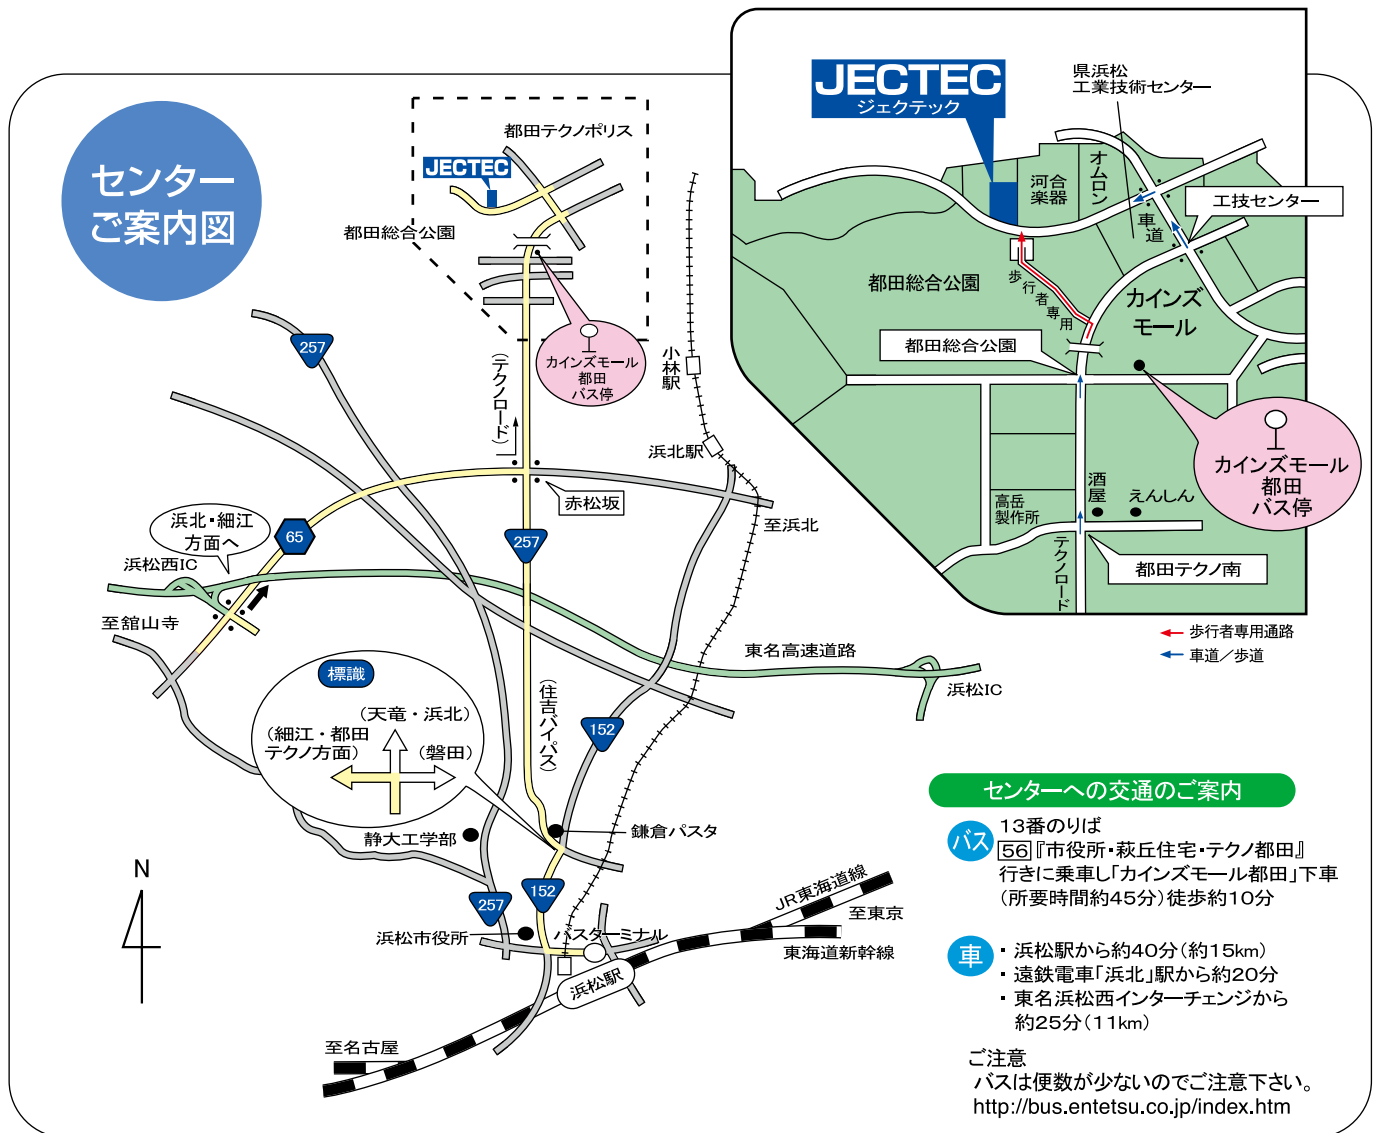 センター
ご案内図
都田テクノポリス
JECTEC
都田総合公園
カインズモール
都田
バス停
(テクノロード)
257
小林駅
浜北駅
赤松坂
至浜北
浜北・細江
方面へ
65
浜松西IC
至舘山寺
257
東名高速道路
浜松IC
標識
(天竜・浜北)
(細江・都田
テクノ方面)
(磐田)
(住吉バイパス)
152
静大工学部
鎌倉パスタ
N
257
152
浜松市役所
バスターミナル
浜松駅
JR東海道線
至東京
東海道新幹線
至名古屋
JECTEC
ジェクテック
県浜松
工業技術センター
河合
楽器
オムロン
車道
工技センター
都田総合公園
歩行者専用
カインズ
モール
都田総合公園
カインズモール
都田
バス停
高岳
製作所
酒屋
えんしん
テクノロード
都田テクノ南
歩行者専用通路
車道／歩道
センターへの交通のご案内
バス
13番のりば
56『市役所・萩丘住宅・テクノ都田』
行きに乗車し「カインズモール都田」下車
(所要時間約45分)徒歩約10分
車
・浜松駅から約40分(約15km)
・遠鉄電車「浜北」駅から約20分
・東名浜松西インターチェンジから
約25分(11km)
ご注意
バスは便数が少ないのでご注意下さい。
http://bus.entetsu.co.jp/index.htm